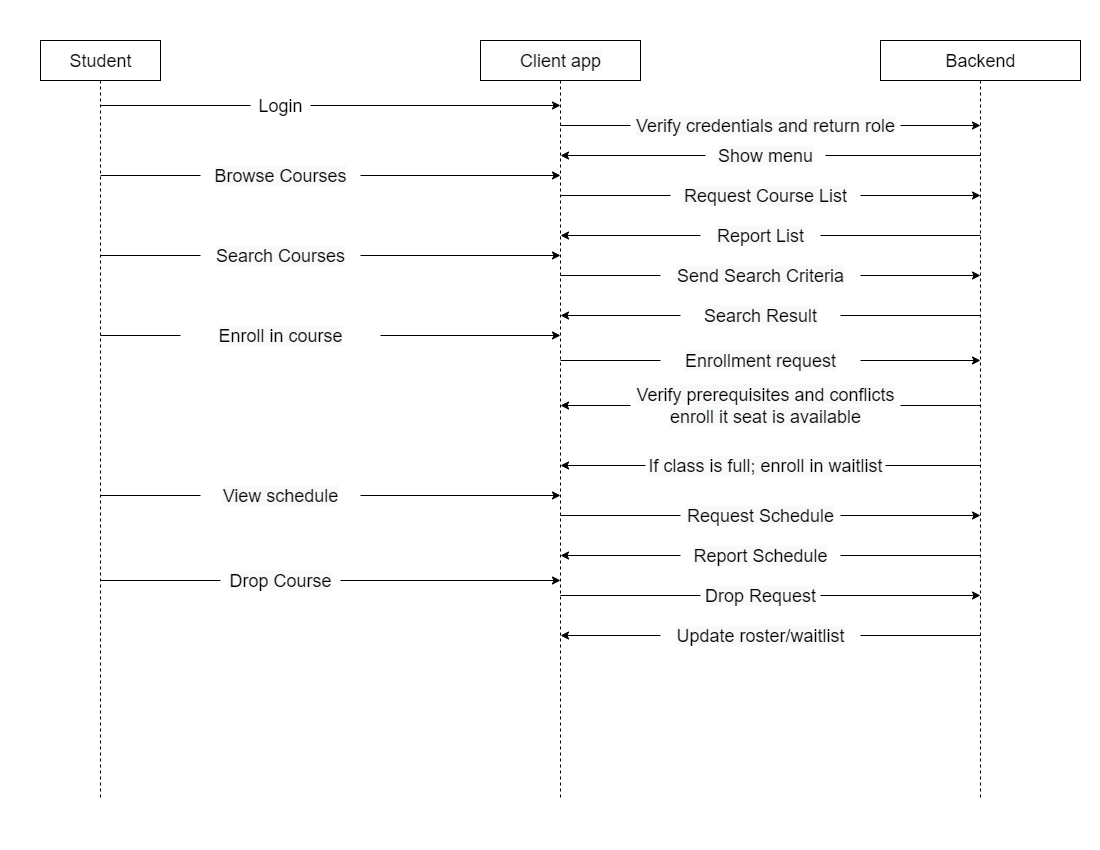 Student
Client app
Backend
Login
Verify credentials and return role
Show menu
Browse Courses
Request Course List
Report List
Search Courses
Send Search Criteria
Search Result
Enroll in course
Enrollment request
Verify prerequisites and conflicts
enroll it seat is available
If class is full; enroll in waitlist
View schedule
Request Schedule
Report Schedule
Drop Course
Drop Request
Update roster/waitlist